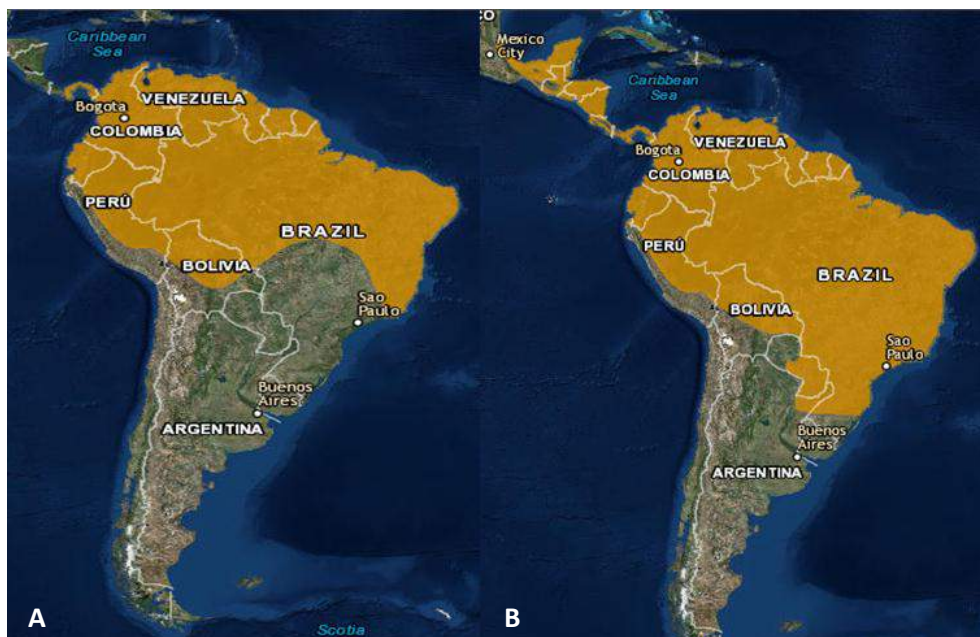 Caribbean
Sea
Bogota
VENEZUELA
COLOMBIA
PERÚ
BRAZIL
BOLIVIA
Sao
Paulo
Buenos
Aires
ARGENTINA
A
Scotia
CO
Mexico
City
Caribbean
Sea
VENEZUELA
Bogota
COLOMBIA
PERÚ
BRAZIL
BOLIVIA
Sao
Paulo
Buenos
Aires
ARGENTINA
B